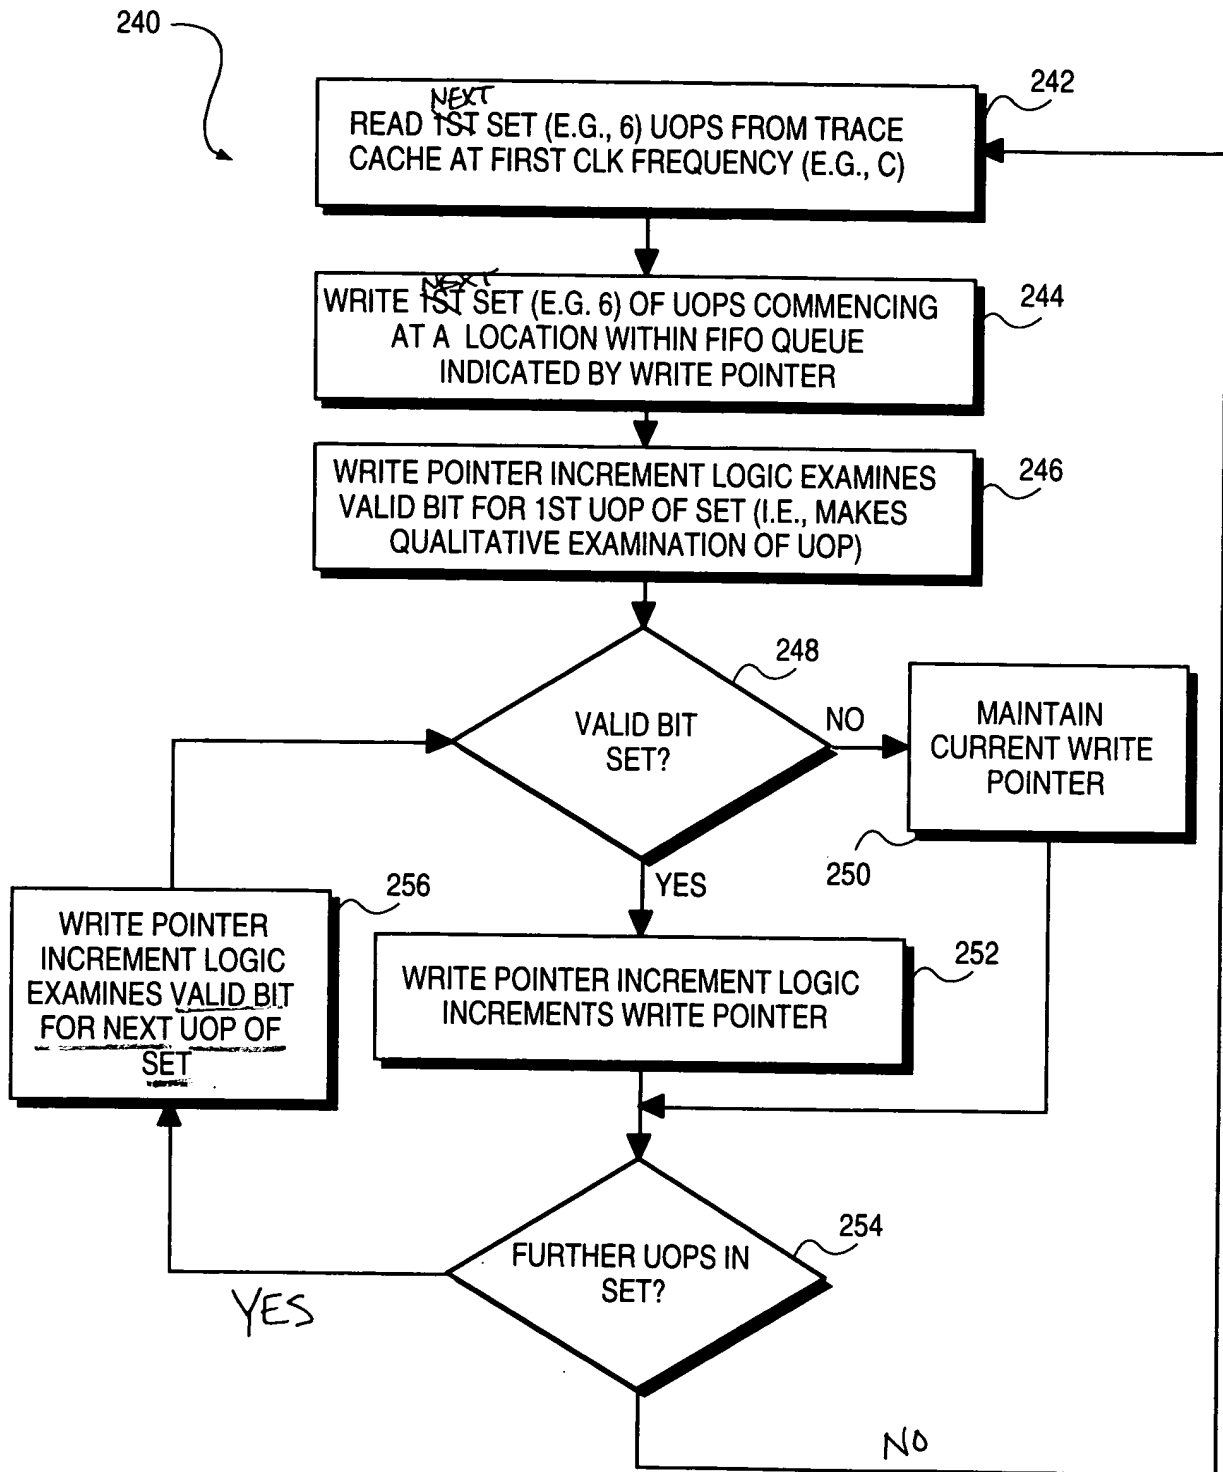 240
242
NEXT
READ 1ST SET (E.G., 6) UOPS FROM TRACE
CACHE AT FIRST CLK FREQUENCY (E.G., C)
244
NEXT
WRITE 1ST SET (E.G. 6) OF UOPS COMMENCING
AT A LOCATION WITHIN FIFO QUEUE
INDICATED BY WRITE POINTER
246
WRITE POINTER INCREMENT LOGIC EXAMINES
VALID BIT FOR 1ST UOP OF SET (I.E., MAKES
QUALITATIVE EXAMINATION OF UOP)
248
VALID BIT
SET?
NO
MAINTAIN
CURRENT WRITE
POINTER
250
YES
256
WRITE POINTER
INCREMENT LOGIC
EXAMINES VALID BIT
FOR NEXT UOP OF
SET
252
WRITE POINTER INCREMENT LOGIC
INCREMENTS WRITE POINTER
254
FURTHER UOPS IN
SET?
YES
NO